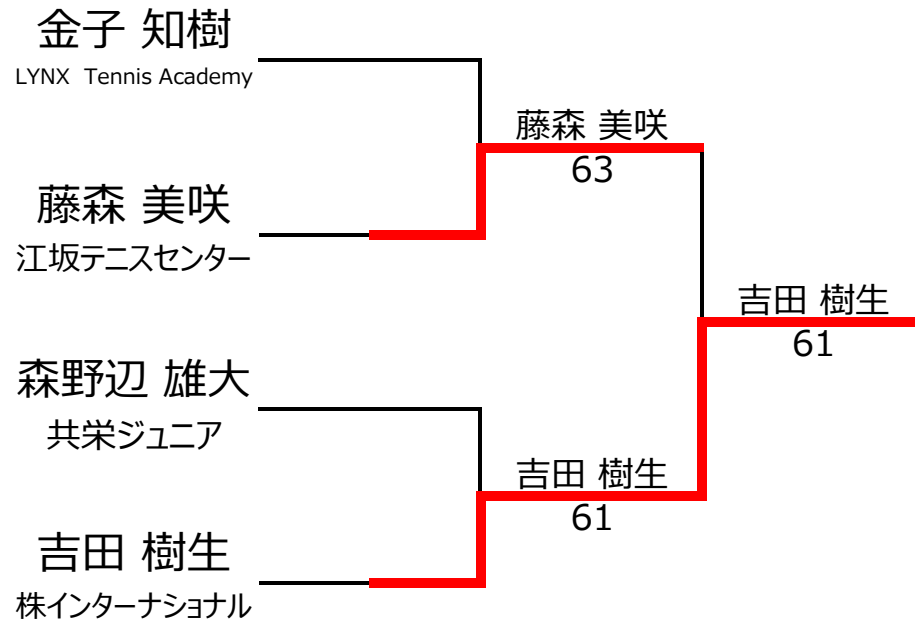 金子 知樹
LYNX Tennis Academy
藤森 美咲
63
藤森 美咲
江坂テニスセンター
吉田 樹生
61
森野辺 雄大
共栄ジュニア
吉田 樹生
61
吉田 樹生
株インターナショナル